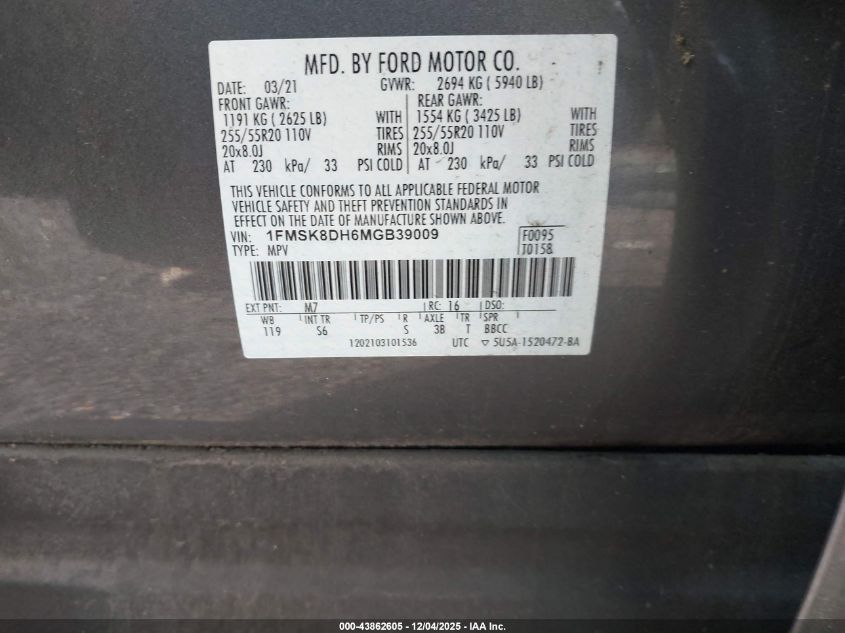 MFD. BY FORD MOTOR CO.
DATE: 03/21 GVWR: 2694 KG ( 5940 LB)
FRONT GAWR: REAR GAWR:
1191 KG ( 2625 LB) WITH 1554 KG ( 3425 LB) WITH
255/55R20 110V TIRES 255/55R20 110V TIRES
20x8.0J RIMS 20x8.0J RIMS
AT 230 kPa/ 33 PSI COLD AT 230 kPa/ 33 PSI COLD
THIS VEHICLE CONFORMS TO ALL APPLICABLE FEDERAL MOTOR
VEHICLE SAFETY AND THEFT PREVENTION STANDARDS IN
EFFECT ON THE DATE OF MANUFACTURE SHOWN ABOVE.
VIN: 1FMSK8DH6MGB39009 F0095
TYPE: MPV T0158
EXT PNT: M7 RC: 16 DSO:
WB INT TR TP/PS R AXLE TR SPR
119 S6 S 3B T BBCC
1202103101536 UTC ▽ 5U5A-1520472-BA
000-43862605 - 12/04/2025 - IAA Inc.